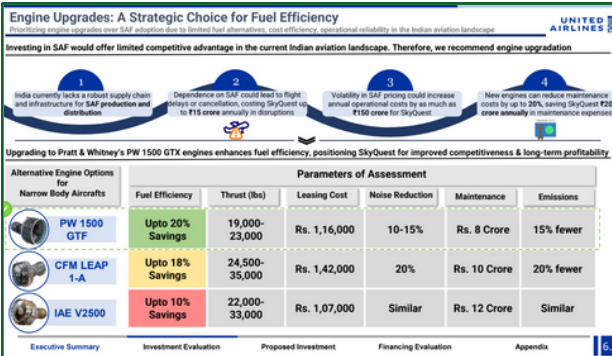 Engine Upgrades: A Strategic Choice for Fuel Efficiency
Prioritizing engine upgrades over SAF adoption due to limited fuel alternatives, cost efficiency, operational reliability in the Indian aviation landscape
UNITED
AIRLINES
Investing in SAF would offer limited competitive advantage in the current Indian aviation landscape. Therefore, we recommend engine upgradation
1
India currently lacks a robust supply chain
and infrastructure for SAF production and
distribution
2
Dependence on SAF could lead to flight
delays or cancellation, costing SkyQuest up
to ₹15 crore annually in disruptions
3
Volatility in SAF pricing could increase
annual operational costs by as much as
₹150 crore for SkyQuest
4
New engines can reduce maintenance
costs by up to 20%, saving SkyQuest ₹20
crore annually in maintenance expenses
Upgrading to Pratt & Whitney's PW 1500 GTX engines enhances fuel efficiency, positioning SkyQuest for improved competitiveness & long-term profitability
Alternative Engine Options
for
Narrow Body Aircrafts
Parameters of Assessment
Fuel Efficiency Thrust (lbs) Leasing Cost Noise Reduction Maintenance Emissions
PW 1500
GTF
Upto 20%
Savings
19,000-
23,000
Rs. 1,16,000
10-15%
Rs. 8 Crore
15% fewer
CFM LEAP
1-A
Upto 18%
Savings
24,500-
35,000
Rs. 1,42,000
20%
Rs. 10 Crore
20% fewer
IAE V2500
Upto 10%
Savings
22,000-
33,000
Rs. 1,07,000
Similar
Rs. 12 Crore
Similar
Executive Summary Investment Evaluation Proposed Investment Financing Evaluation Appendix 6